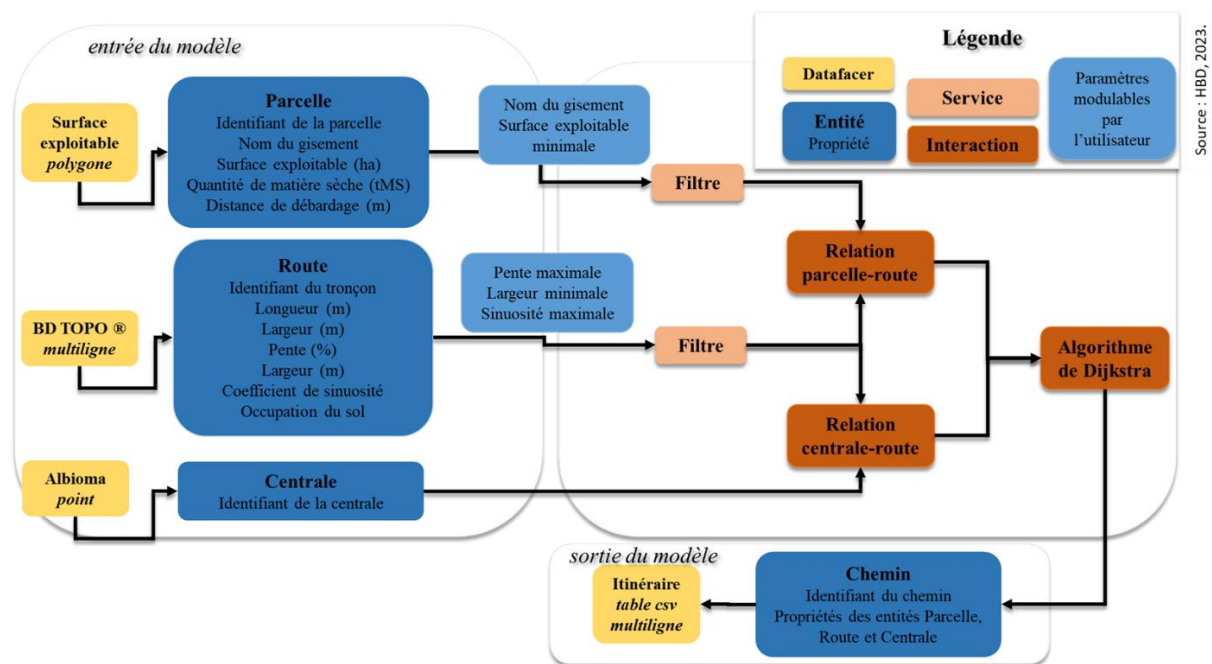 entrée du modèle
Surface
exploitable
polygone
Parcelle
Identifiant de la parcelle
Nom du gisement
Surface exploitable (ha)
Quantité de matière sèche (tMS)
Distance de débardage (m)
Nom du gisement
Surface exploitable
minimale
Filtre
BD TOPO ®
multiligne
Route
Identifiant du tronçon
Longueur (m)
Largeur (m)
Pente (%)
Largeur (m)
Coefficient de sinuosité
Occupation du sol
Pente maximale
Largeur minimale
Sinuosité maximale
Filtre
Albioma
point
Centrale
Identifiant de la centrale
Relation
parcelle-route
Relation
centrale-route
Algorithme
de Dijkstra
sortie du modèle
Itinéraire
table csv
multiligne
Chemin
Identifiant du chemin
Propriétés des entités Parcelle,
Route et Centrale
Légende
Datafacer
Entité
Propriété
Service
Interaction
Paramètres
modulables
par
l’utilisateur
Source : HBD, 2023.